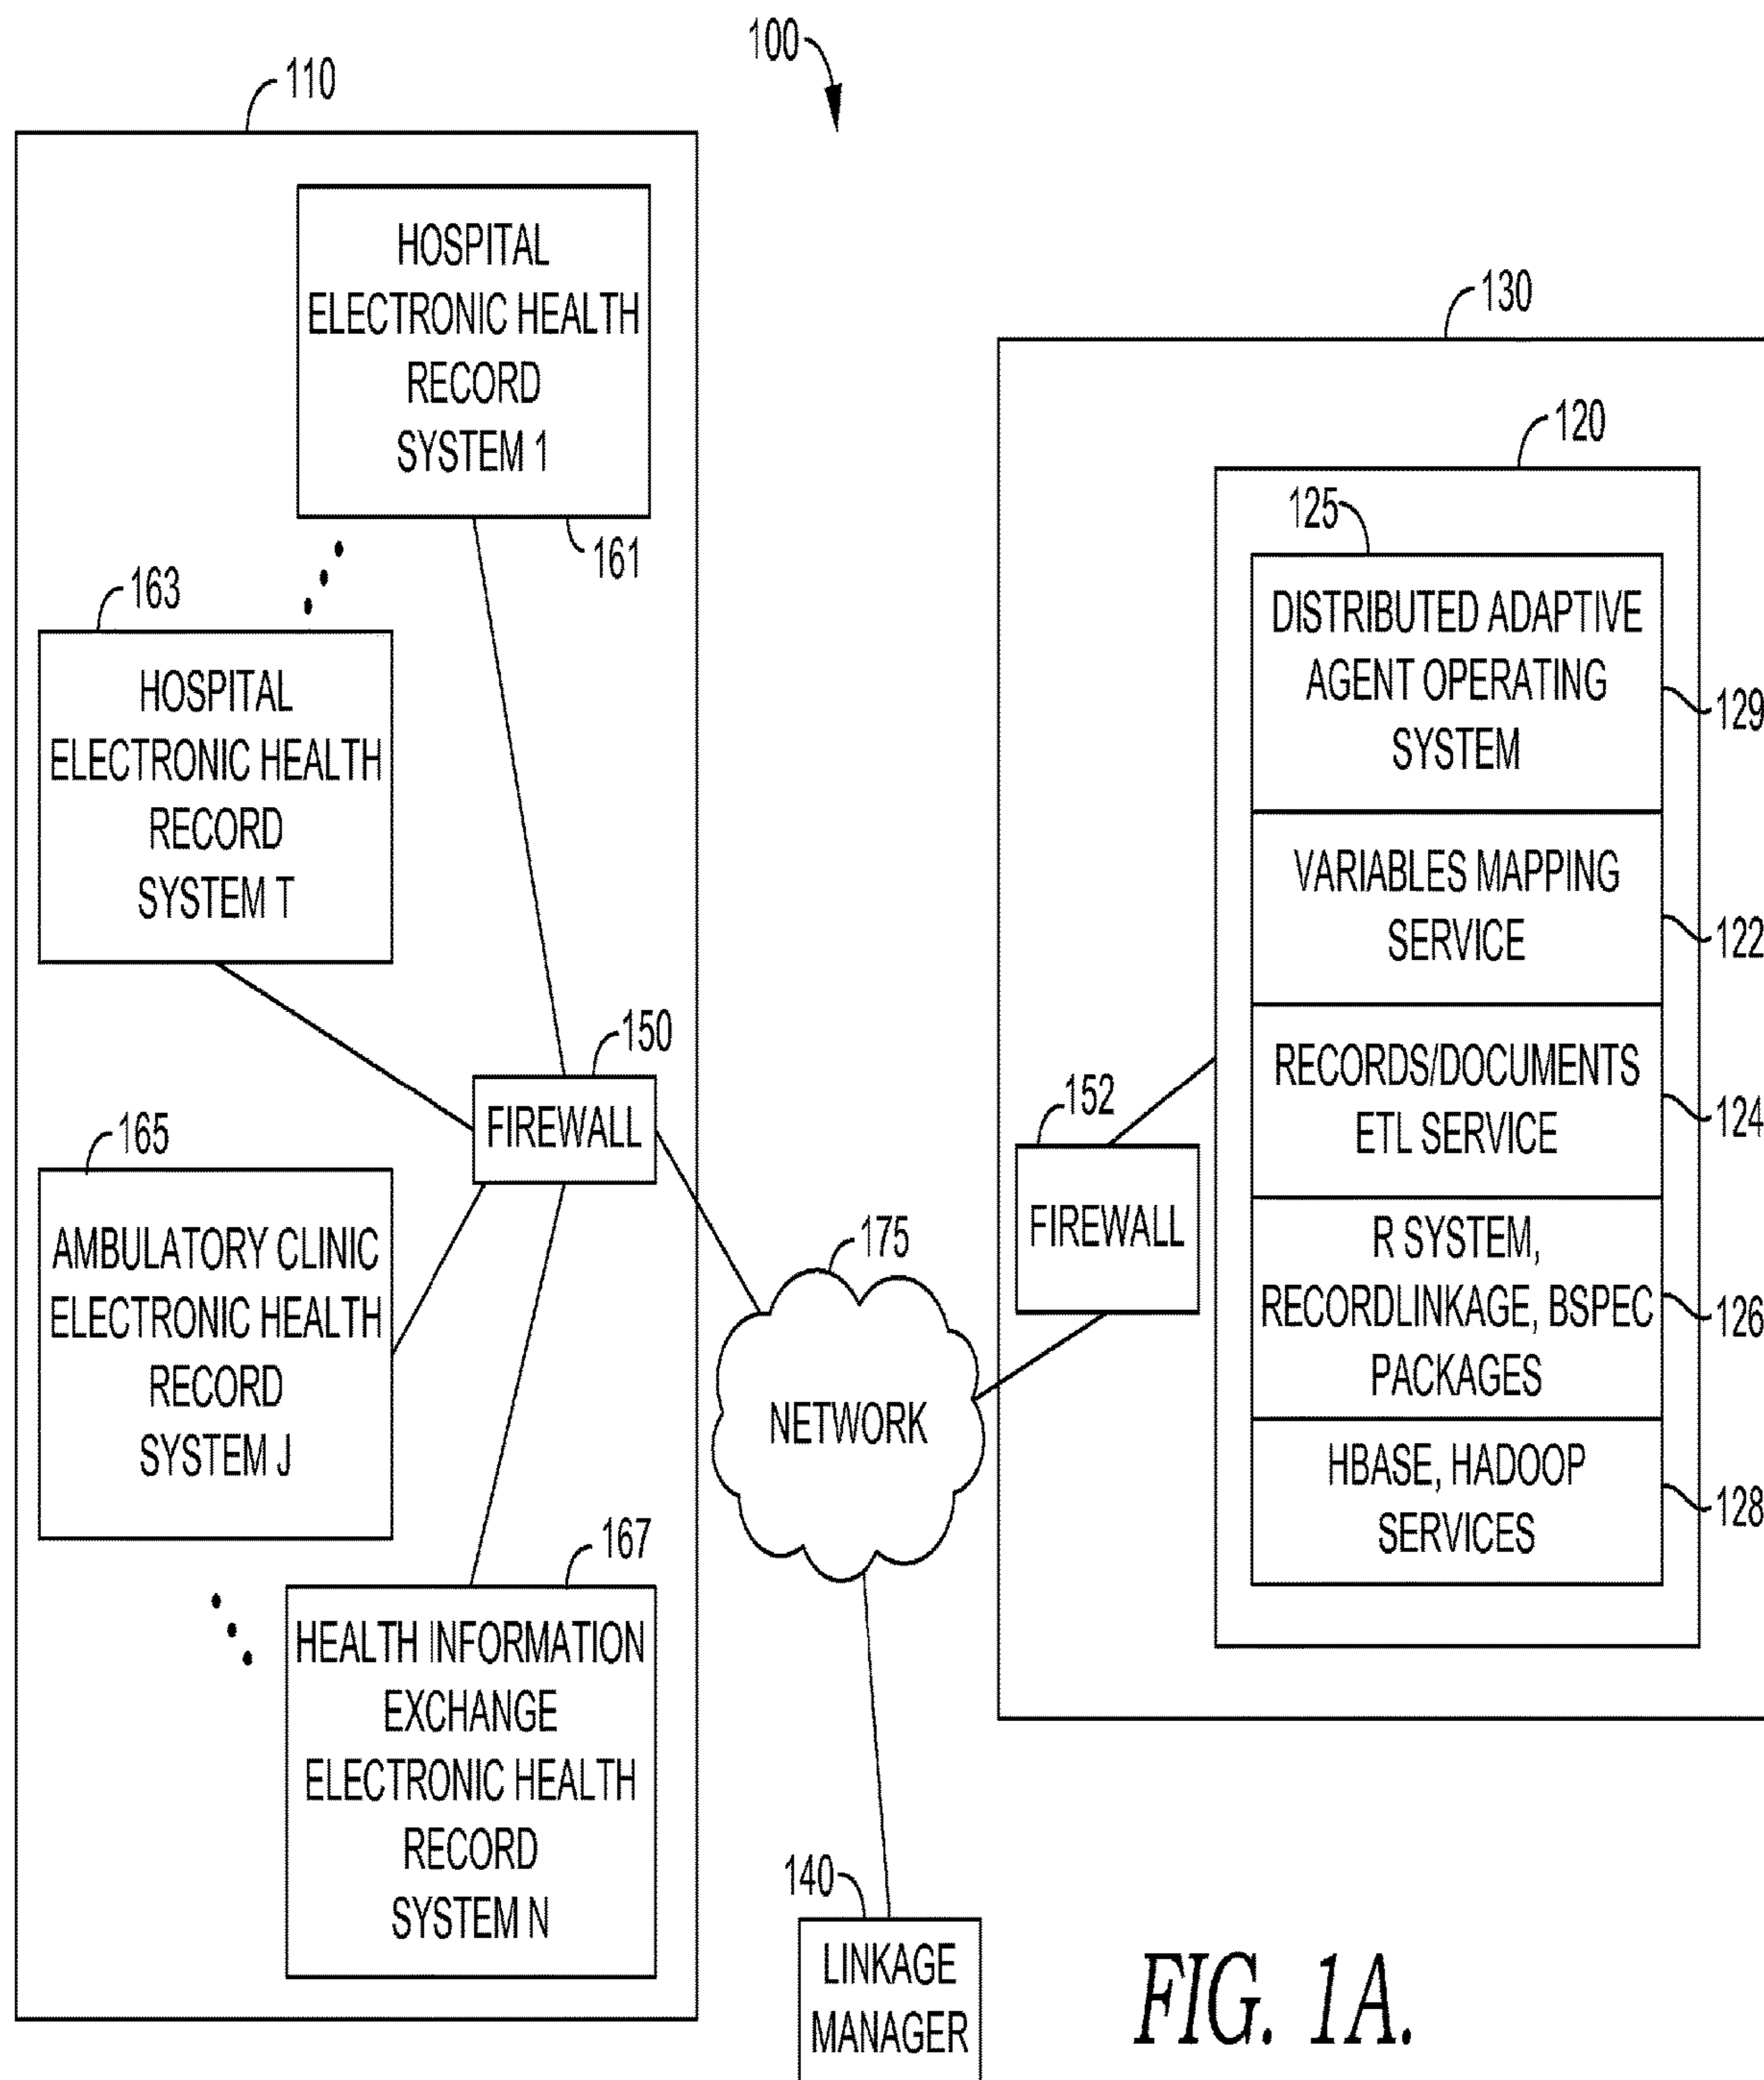 100
110
HOSPITAL
ELECTRONIC HEALTH
RECORD
SYSTEM 1
161
163
HOSPITAL
ELECTRONIC HEALTH
RECORD
SYSTEM T
150
FIREWALL
165
AMBULATORY CLINIC
ELECTRONIC HEALTH
RECORD
SYSTEM J
167
HEALTH INFORMATION
EXCHANGE
ELECTRONIC HEALTH
RECORD
SYSTEM N
175
NETWORK
140
LINKAGE
MANAGER
130
120
125
DISTRIBUTED ADAPTIVE
AGENT OPERATING
SYSTEM
129
VARIABLES MAPPING
SERVICE
122
RECORDS/DOCUMENTS
ETL SERVICE
124
R SYSTEM,
RECORDLINKAGE, BSPEC
PACKAGES
126
HBASE, HADOOP
SERVICES
128
152
FIREWALL
FIG. 1A.